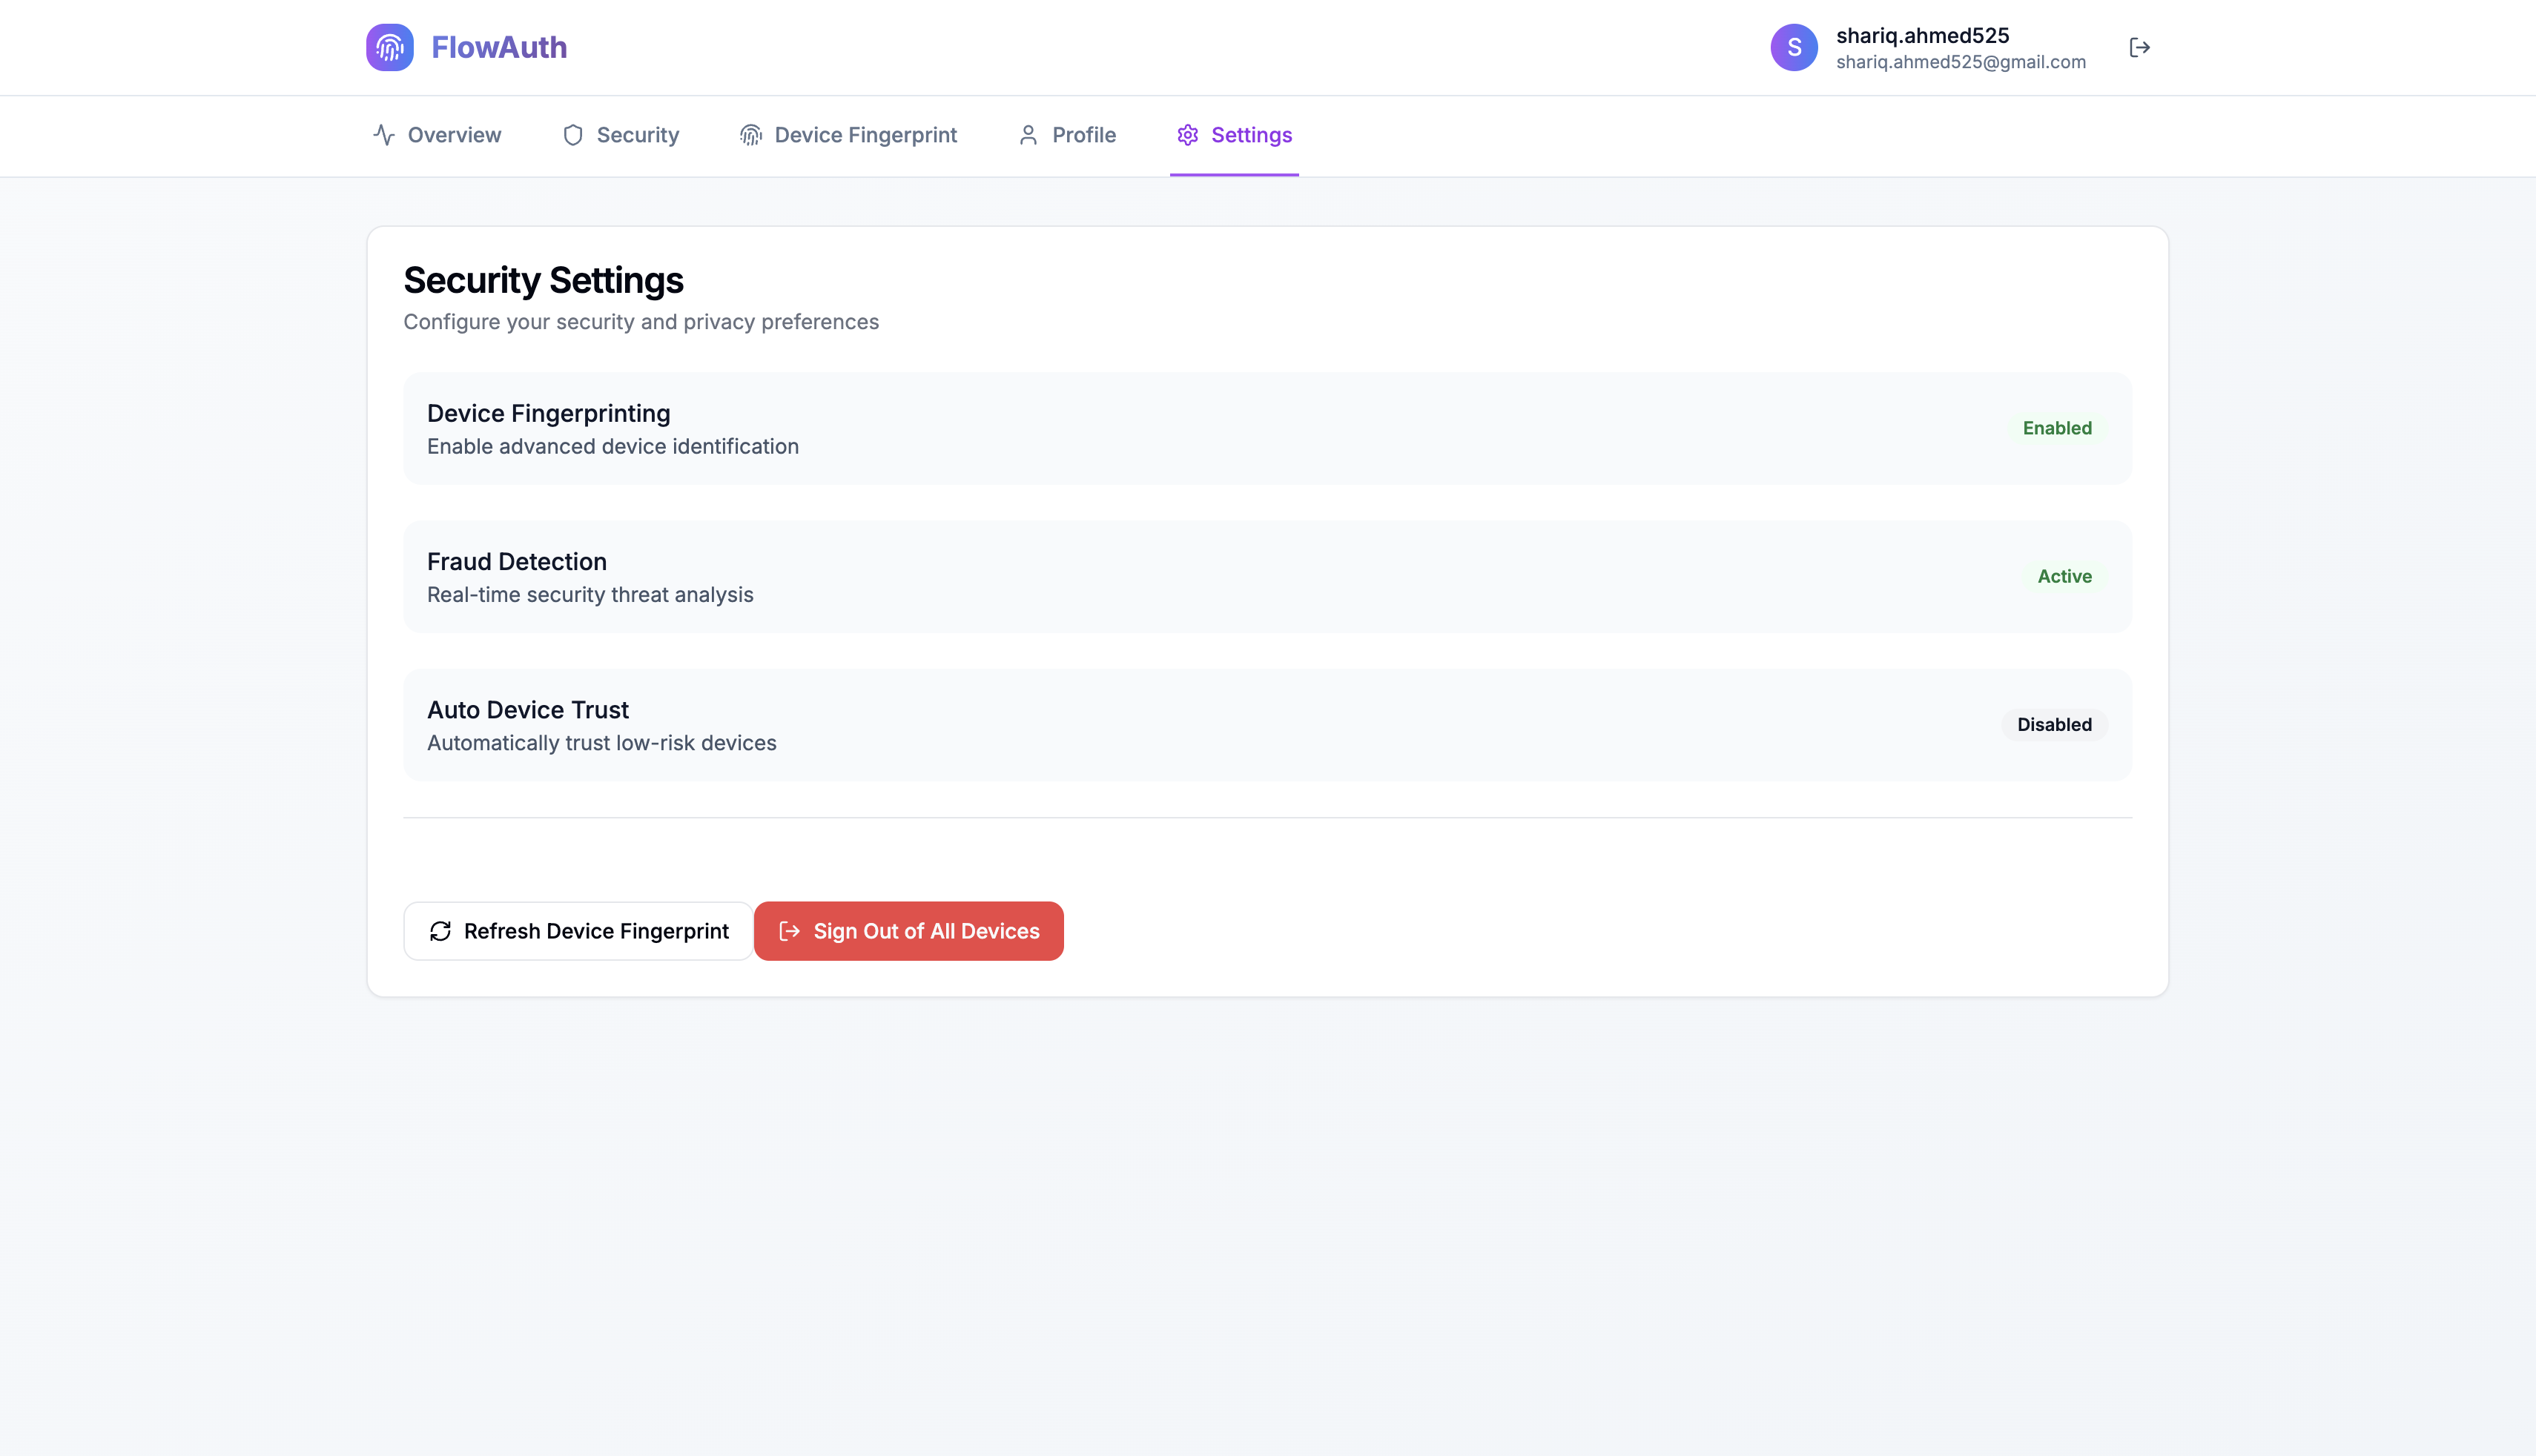 FlowAuth
S
shariq.ahmed525
shariq.ahmed525@gmail.com
Overview
Security
Device Fingerprint
Profile
Settings
Security Settings
Configure your security and privacy preferences
Device Fingerprinting
Enable advanced device identification
Enabled
Fraud Detection
Real-time security threat analysis
Active
Auto Device Trust
Automatically trust low-risk devices
Disabled
Refresh Device Fingerprint
Sign Out of All Devices